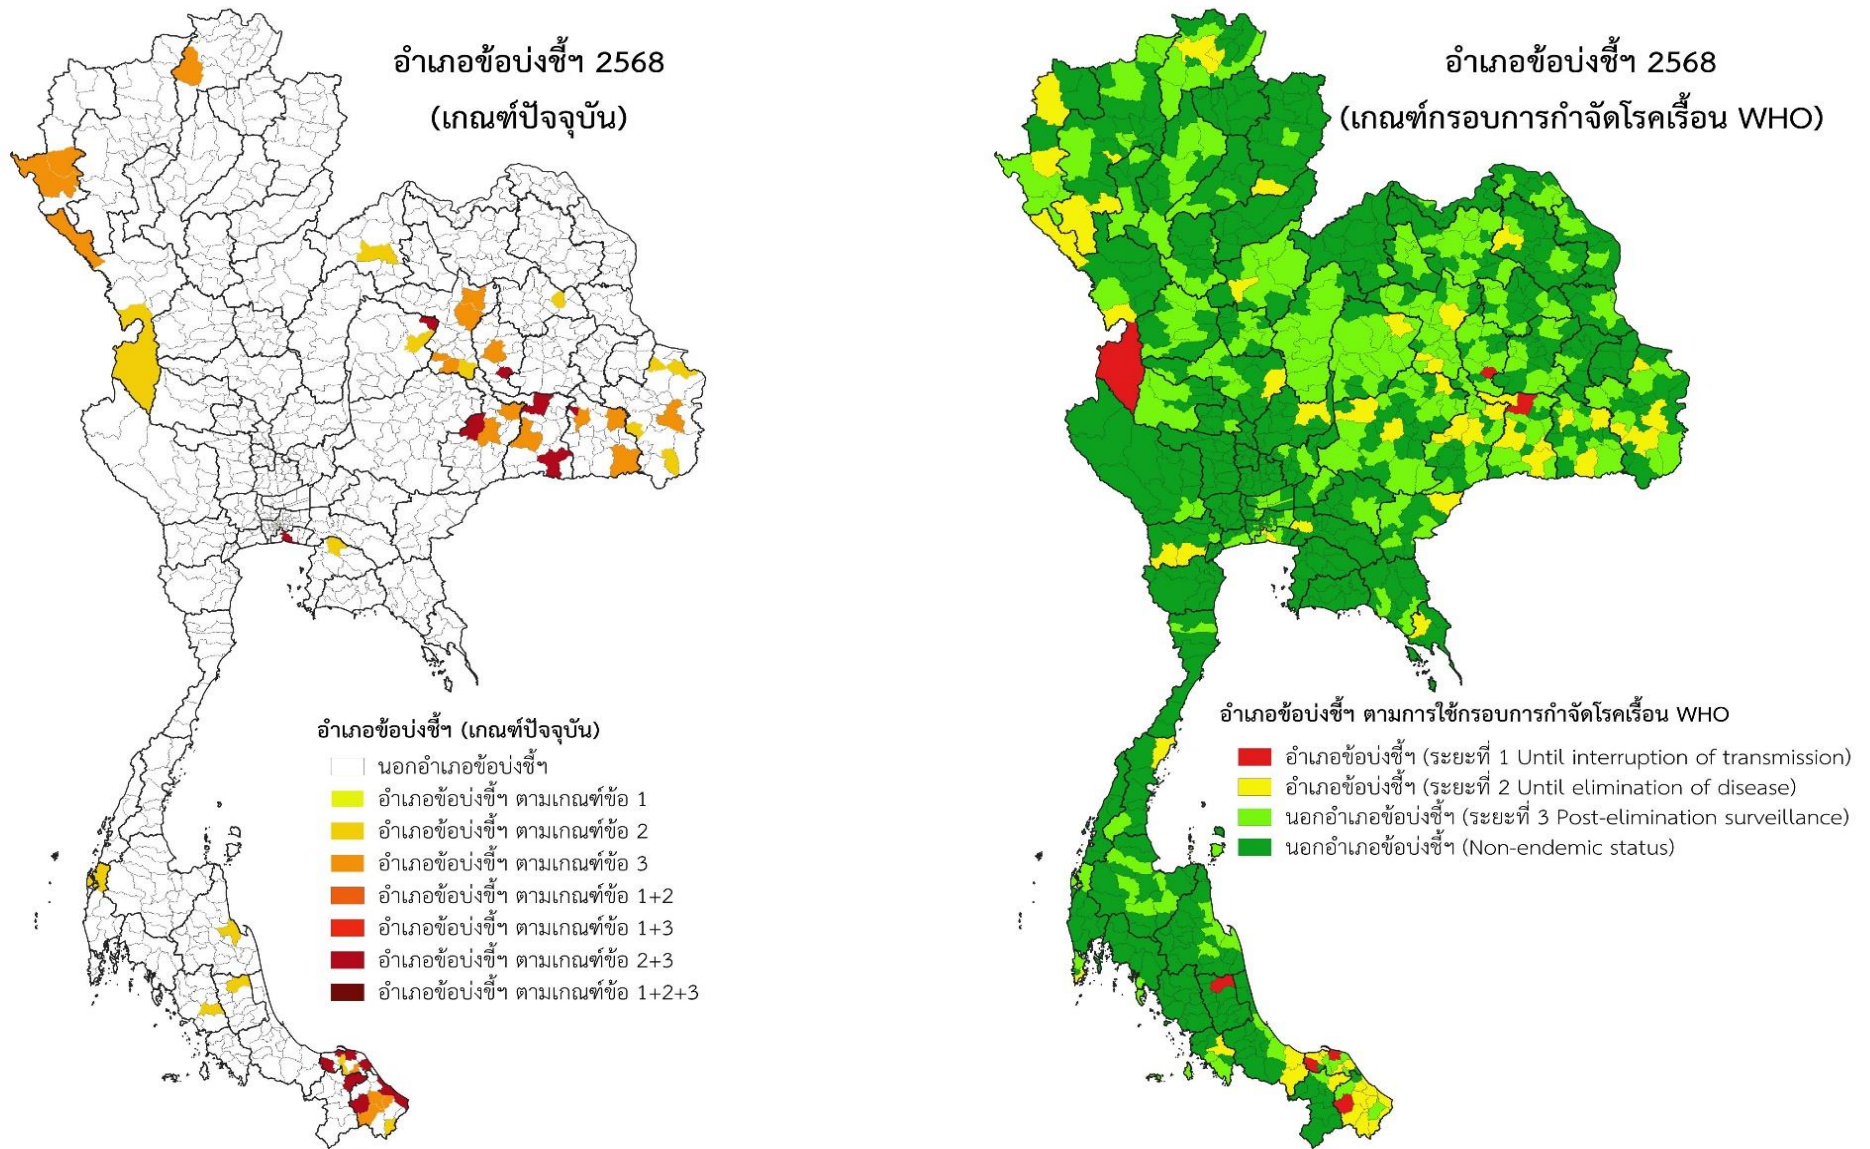 อำเภอข้อบ่งชี้ฯ 2568
(เกณฑ์ปัจจุบัน)
อำเภอข้อบ่งชี้ฯ (เกณฑ์ปัจจุบัน)
นอกอำเภอข้อบ่งชี้ฯ
อำเภอข้อบ่งชี้ฯ ตามเกณฑ์ข้อ 1
อำเภอข้อบ่งชี้ฯ ตามเกณฑ์ข้อ 2
อำเภอข้อบ่งชี้ฯ ตามเกณฑ์ข้อ 3
อำเภอข้อบ่งชี้ฯ ตามเกณฑ์ข้อ 1+2
อำเภอข้อบ่งชี้ฯ ตามเกณฑ์ข้อ 1+3
อำเภอข้อบ่งชี้ฯ ตามเกณฑ์ข้อ 2+3
อำเภอข้อบ่งชี้ฯ ตามเกณฑ์ข้อ 1+2+3
อำเภอข้อบ่งชี้ฯ 2568
(เกณฑ์กรอบการกำจัดโรคเรื้อน WHO)
อำเภอข้อบ่งชี้ฯ ตามการใช้กรอบการกำจัดโรคเรื้อน WHO
อำเภอข้อบ่งชี้ฯ (ระยะที่ 1 Until interruption of transmission)
อำเภอข้อบ่งชี้ฯ (ระยะที่ 2 Until elimination of disease)
นอกอำเภอข้อบ่งชี้ฯ (ระยะที่ 3 Post-elimination surveillance)
นอกอำเภอข้อบ่งชี้ฯ (Non-endemic status)